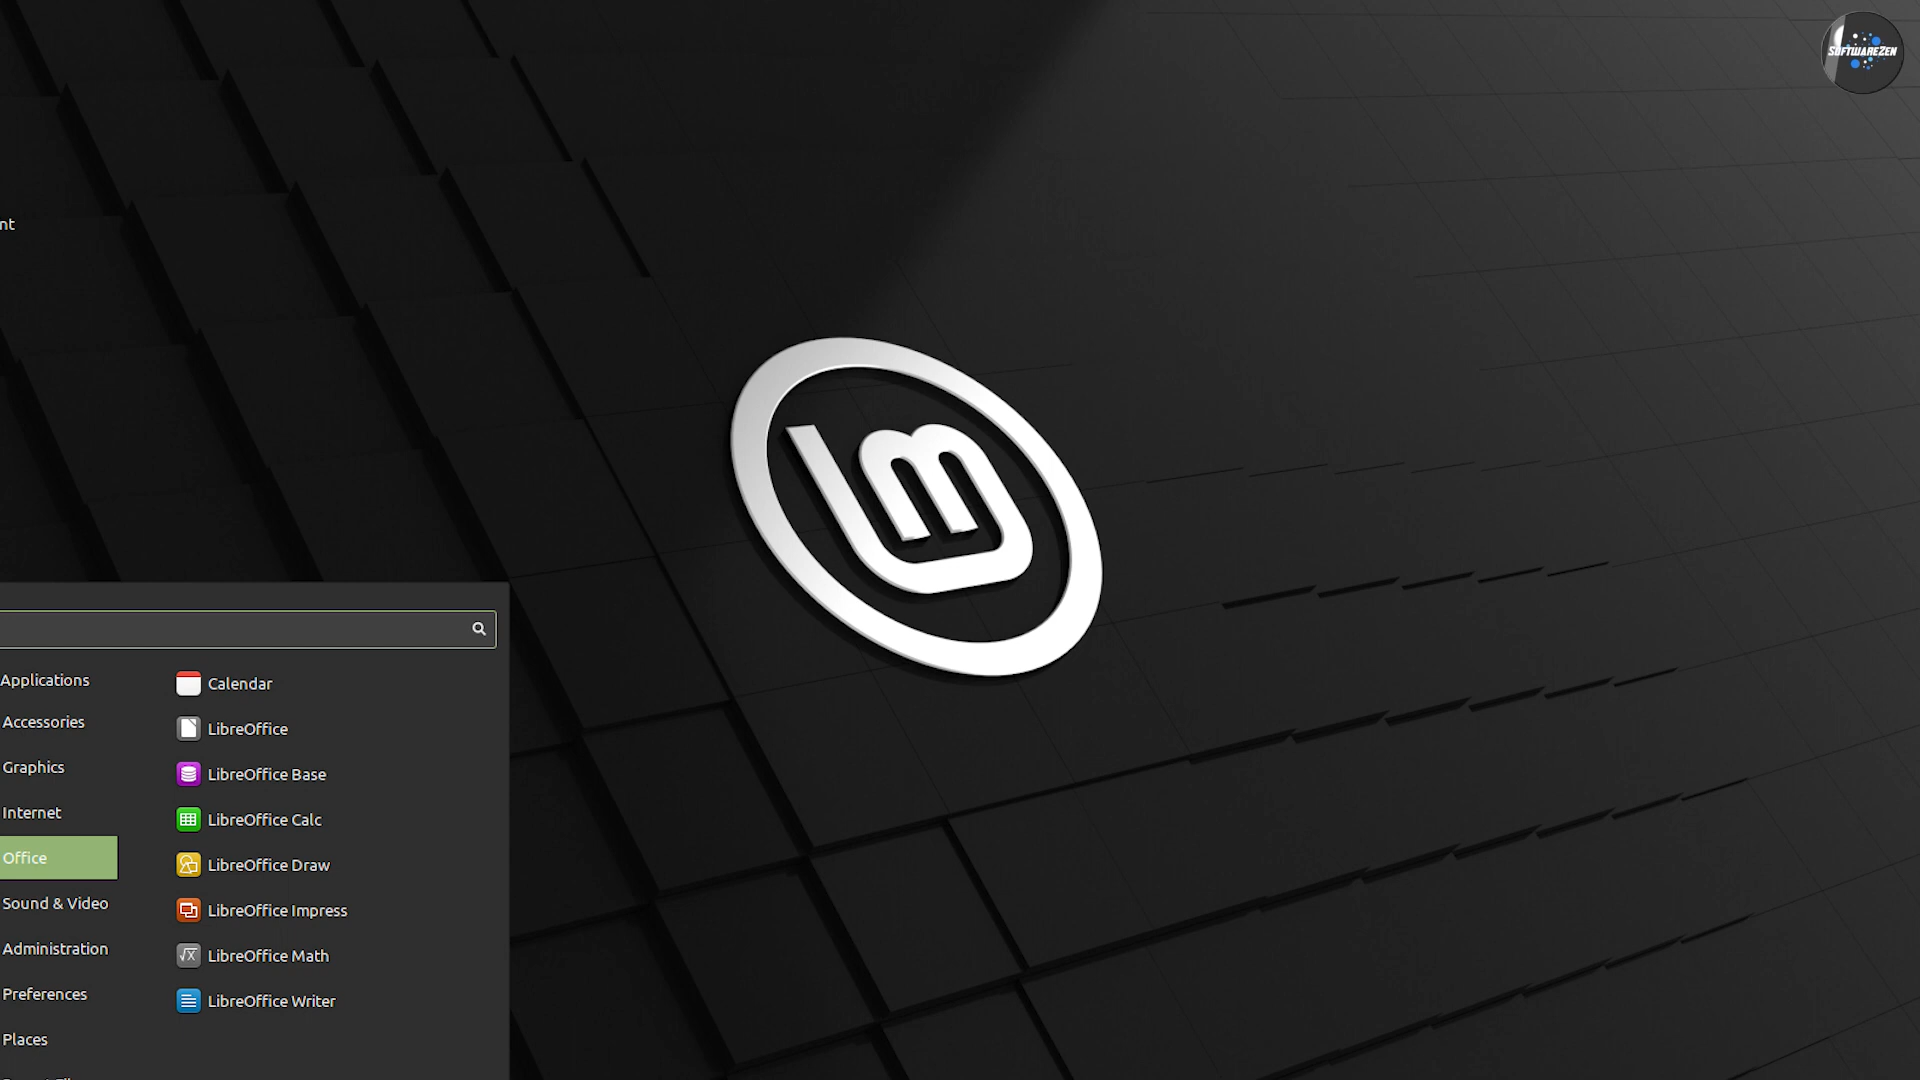 SOFTWAREZEN
nt
Applications
Accessories
Graphics
Internet
Office
Sound & Video
Administration
Preferences
Places
Calendar
LibreOffice
LibreOffice Base
LibreOffice Calc
LibreOffice Draw
LibreOffice Impress
LibreOffice Math
LibreOffice Writer